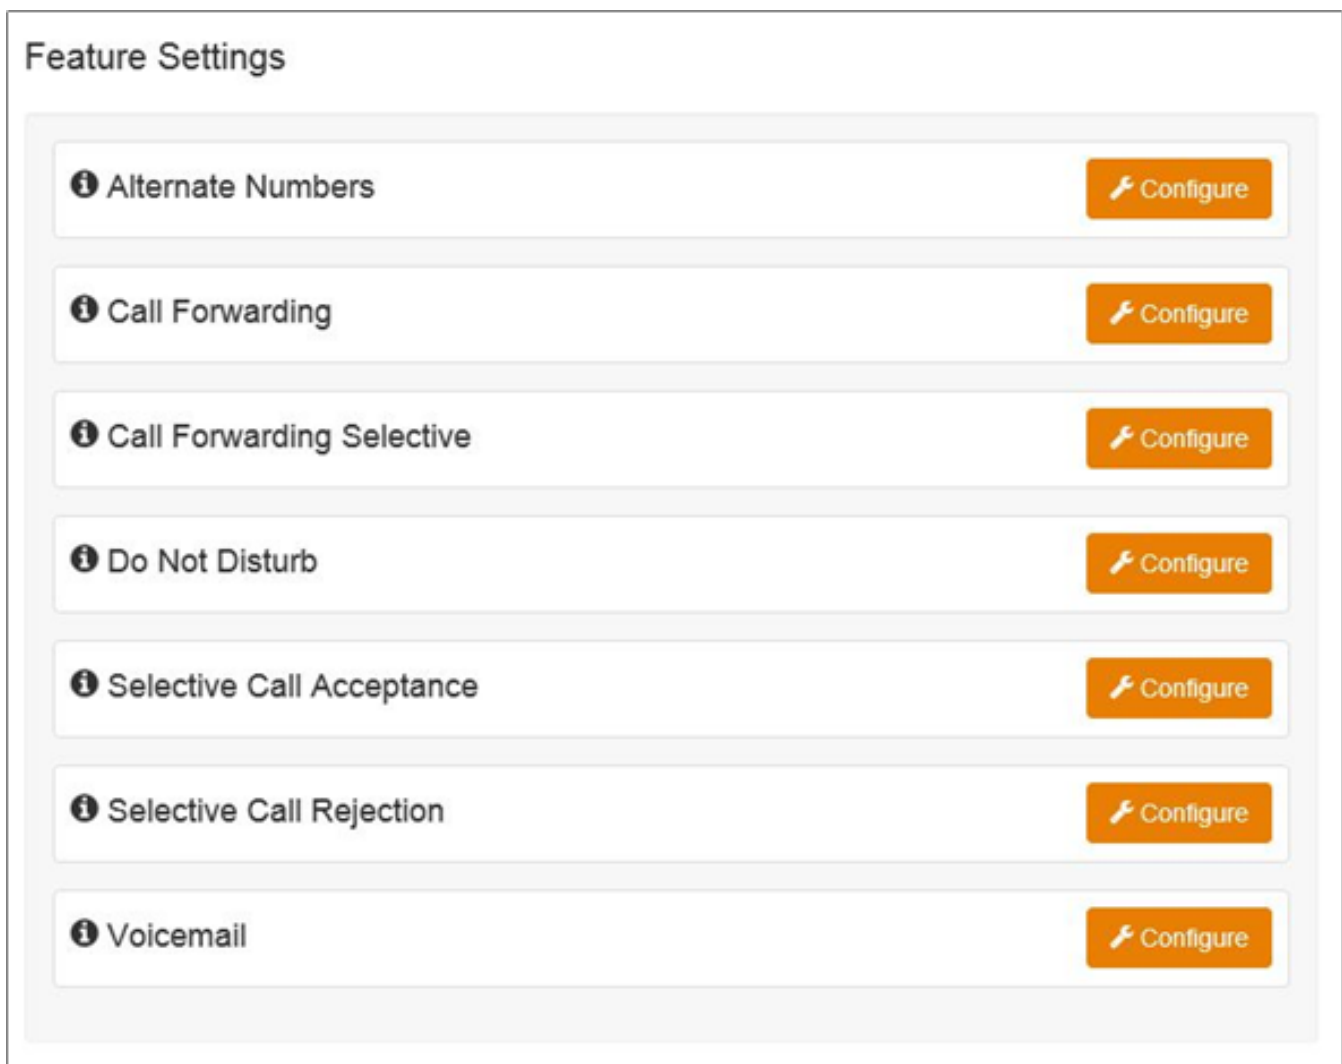 Feature Settings
Alternate Numbers
Configure
Call Forwarding
Configure
Call Forwarding Selective
Configure
Do Not Disturb
Configure
Selective Call Acceptance
Configure
Selective Call Rejection
Configure
Voicemail
Configure